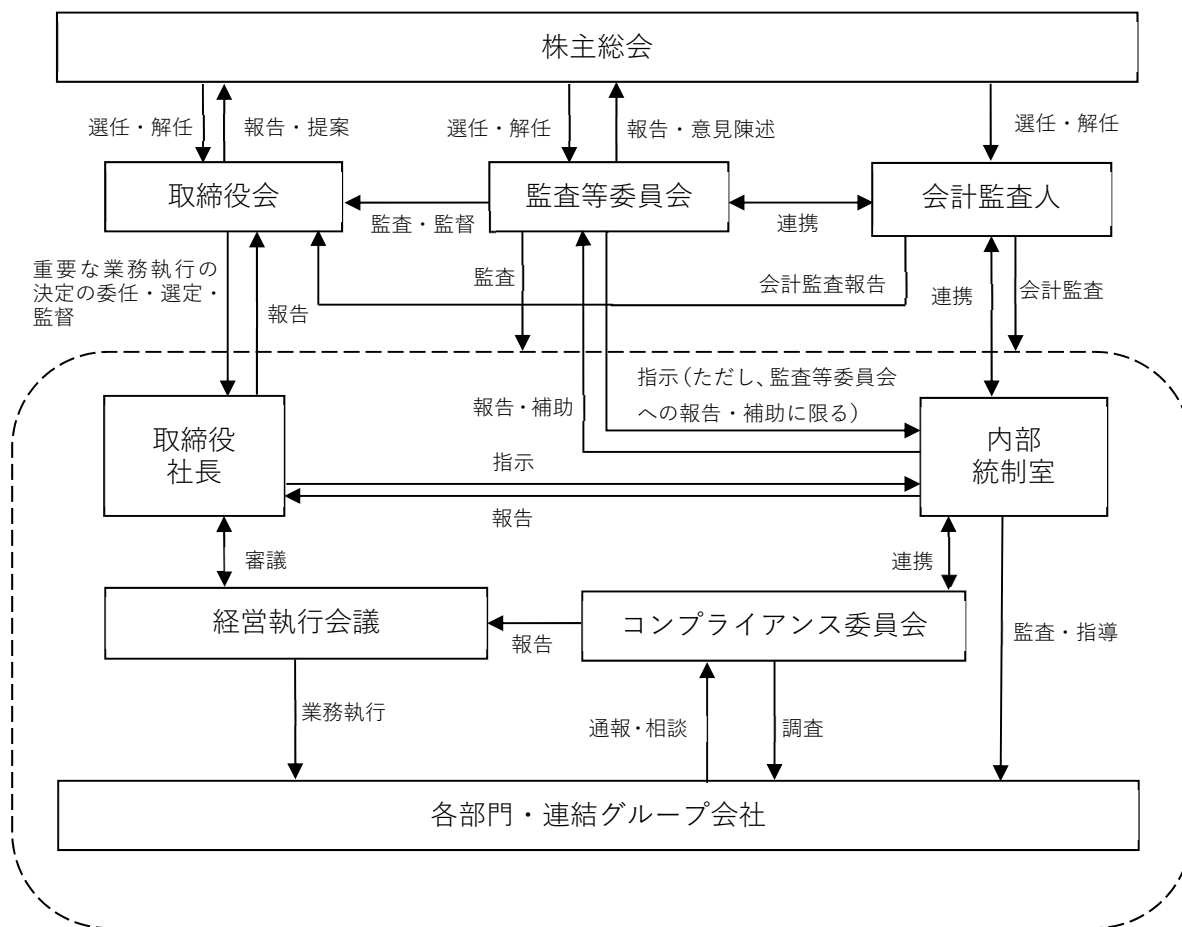 株主総会
選任・解任
報告・提案
選任・解任
報告・意見陳述
選任・解任
取締役会
監査等委員会
会計監査人
監査・監督
連携
重要な業務執行の
決定の委任・選定・
監督
報告
監査
会計監査報告
連携
会計監査
指示(ただし、監査等委員会
への報告・補助に限る)
報告・補助
取締役
社長
内部
統制室
指示
報告
審議
連携
経営執行会議
報告
コンプライアンス委員会
監査・指導
業務執行
通報・相談
調査
各部門・連結グループ会社